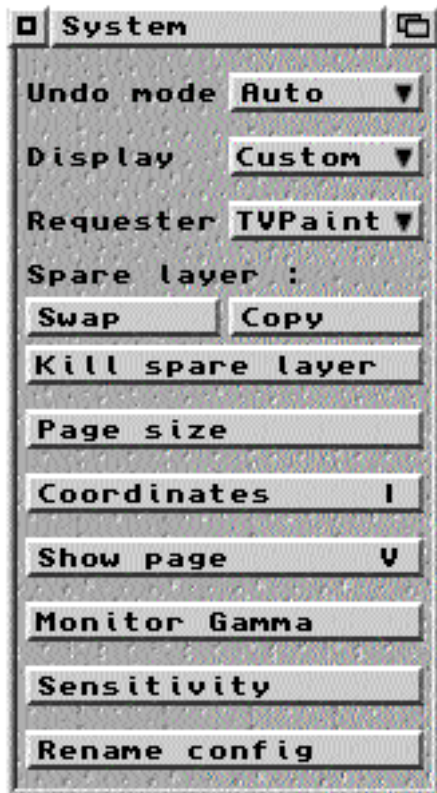 System
Undo mode Auto ▼
Display Custom ▼
Requester TVPaint ▼
Spare layer :
Swap Copy
Kill spare layer
Page size
Coordinates I
Show page V
Monitor Gamma
Sensitivity
Rename config